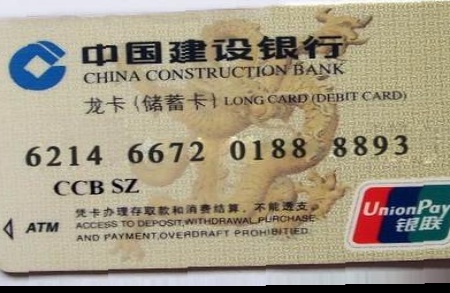 中国建设银行
CHINA CONSTRUCTION BANK
龙卡(储蓄卡) LONG CARD (DEBIT CARD)
6214 6672 0188 8893
CCB SZ
凭卡办理存取款和消费结算，不能透支。
ACCESS TO DEPOSIT,WITHDRAWAL,PURCHASE
ATM AND PAYMENT,OVERDRAFT PROHIBITED.
UnionPay
银联